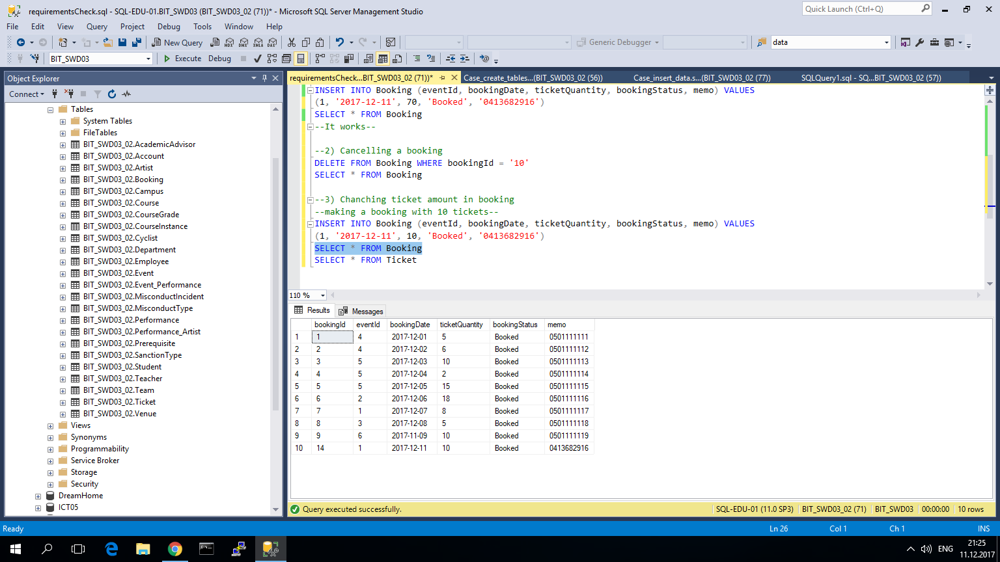 requirementsCheck.sql - SQL-EDU-01.BIT_SWD03 (BIT_SWD03_02 (71))* - Microsoft SQL Server Management Studio
Quick Launch (Ctrl+Q)
File Edit View Query Project Debug Tools Window Help
New Query MDX DMX XMLA DAX Generic Debugger data
BIT_SWD03 Execute Debug
Object Explorer
requirementsCheck...BIT_SWD03_02 (71))* Case_create_tables...(BIT_SWD03_02 (56)) Case_insert_data.s...(BIT_SWD03_02 (77)) SQLQuery1.sql - SQ...BIT_SWD03_02 (57))
Connect
Tables
System Tables
FileTables
BIT_SWD03_02.AcademicAdvisor
BIT_SWD03_02.Account
BIT_SWD03_02.Artist
BIT_SWD03_02.Booking
BIT_SWD03_02.Campus
BIT_SWD03_02.Course
BIT_SWD03_02.CourseGrade
BIT_SWD03_02.CourseInstance
BIT_SWD03_02.Cyclist
BIT_SWD03_02.Department
BIT_SWD03_02.Employee
BIT_SWD03_02.Event
BIT_SWD03_02.Event_Performance
BIT_SWD03_02.MisconductIncident
BIT_SWD03_02.MisconductType
BIT_SWD03_02.Performance
BIT_SWD03_02.Performance_Artist
BIT_SWD03_02.Prerequisite
BIT_SWD03_02.SanctionType
BIT_SWD03_02.Student
BIT_SWD03_02.Teacher
BIT_SWD03_02.Team
BIT_SWD03_02.Ticket
BIT_SWD03_02.Venue
Views
Synonyms
Programmability
Service Broker
Storage
Security
DreamHome
ICT05
INSERT INTO Booking (eventId, bookingDate, ticketQuantity, bookingStatus, memo) VALUES
(1, '2017-12-11', 70, 'Booked', '0413682916')
SELECT * FROM Booking
--It works--
--2) Cancelling a booking
DELETE FROM Booking WHERE bookingId = '10'
SELECT * FROM Booking
--3) Chanching ticket amount in booking
--making a booking with 10 tickets--
INSERT INTO Booking (eventId, bookingDate, ticketQuantity, bookingStatus, memo) VALUES
(1, '2017-12-11', 10, 'Booked', '0413682916')
SELECT * FROM Booking
SELECT * FROM Ticket
110 %
Results Messages
bookingId eventId bookingDate ticketQuantity bookingStatus memo
1 1 4 2017-12-01 5 Booked 0501111111
2 2 4 2017-12-02 6 Booked 0501111112
3 3 5 2017-12-03 10 Booked 0501111113
4 4 5 2017-12-04 2 Booked 0501111114
5 5 5 2017-12-05 15 Booked 0501111115
6 6 2 2017-12-06 18 Booked 0501111116
7 7 1 2017-12-07 8 Booked 0501111117
8 8 3 2017-12-08 5 Booked 0501111118
9 9 6 2017-11-09 10 Booked 0501111119
10 14 1 2017-12-11 10 Booked 0413682916
Query executed successfully. SQL-EDU-01 (11.0 SP3) BIT_SWD03_02 (71) BIT_SWD03 00:00:00 10 rows
Ready Ln 26 Col 1 Ch 1 INS
ENG
21:25
11.12.2017